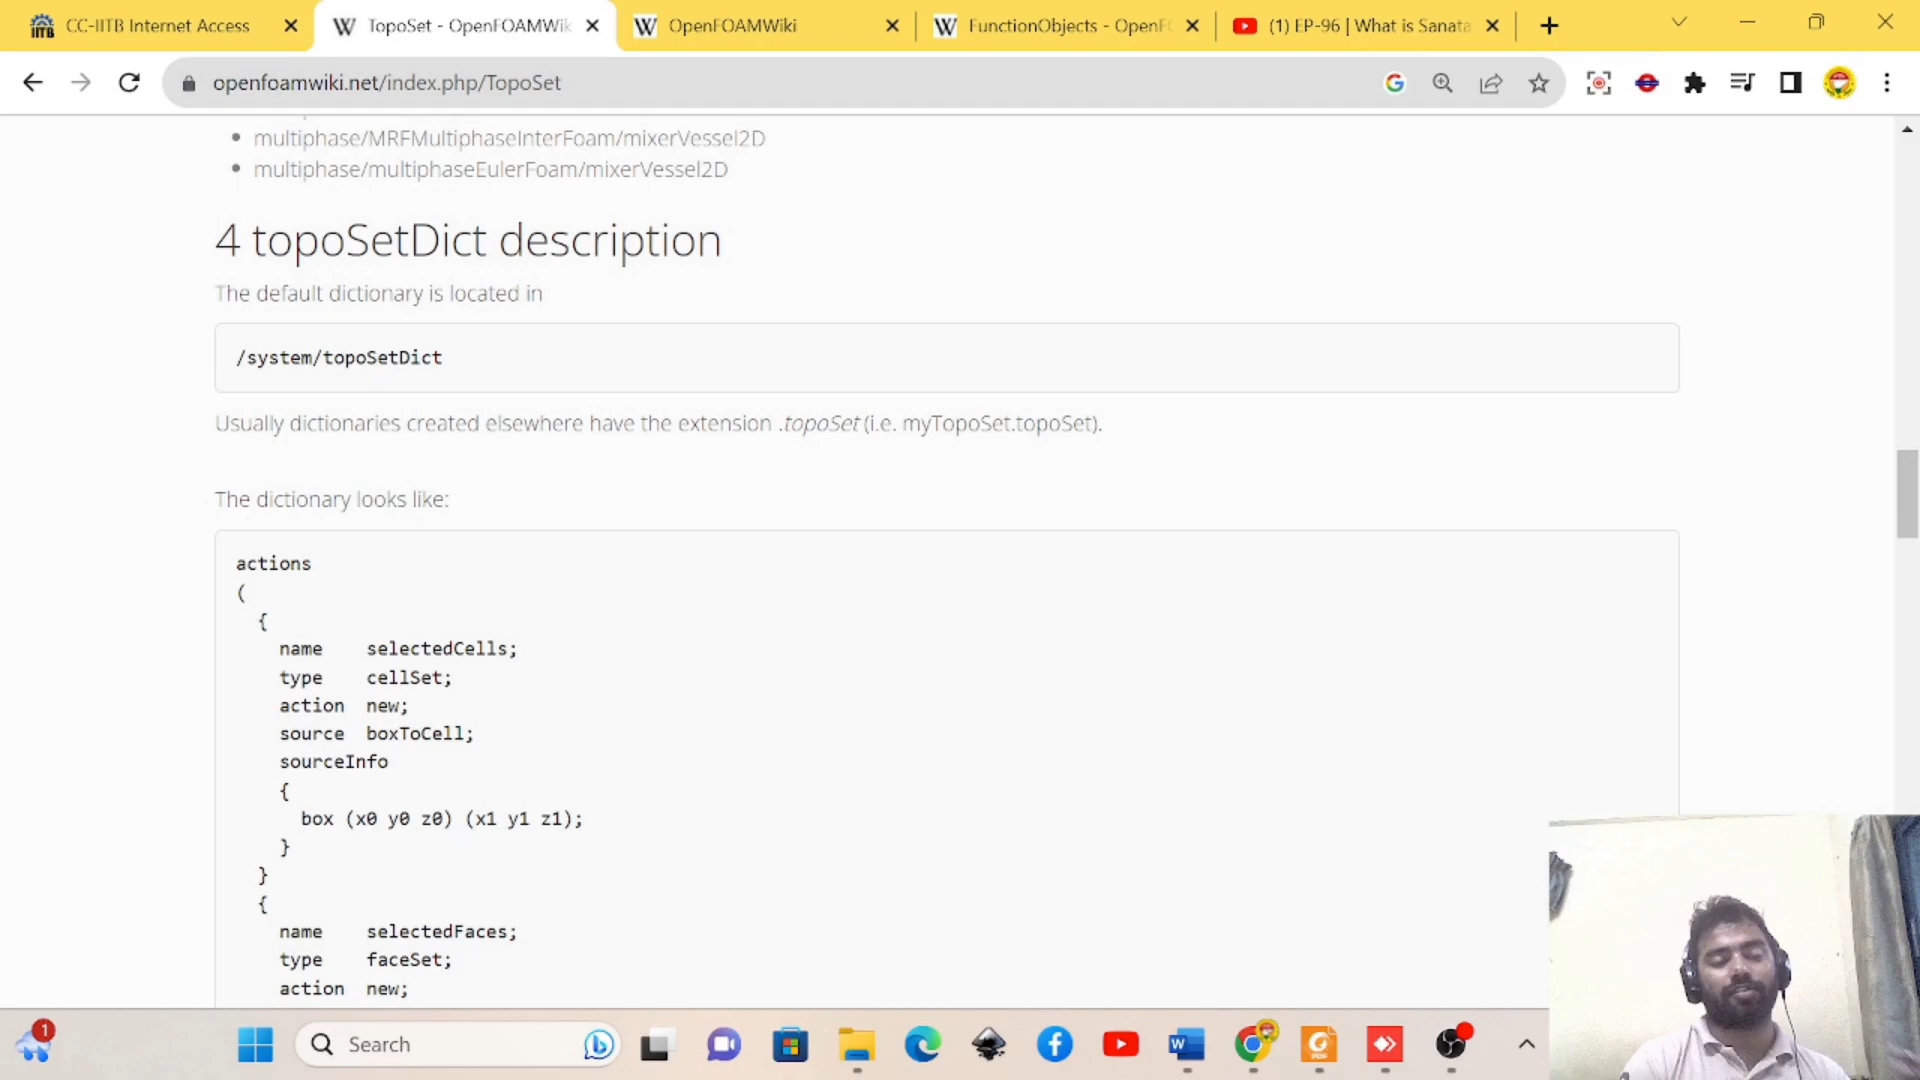 CC-IITB Internet Access
TopoSet - OpenFOAMWik
OpenFOAMWiki
FunctionObjects - OpenF
(1) EP-96 | What is Sanata
openfoamwiki.net/index.php/TopoSet
multiphase/MRFMultiphaseInterFoam/mixerVessel2D
multiphase/multiphaseEulerFoam/mixerVessel2D
4 topoSetDict description
The default dictionary is located in
/system/topoSetDict
Usually dictionaries created elsewhere have the extension .topoSet (i.e. myTopoSet.topoSet).
The dictionary looks like:
actions
(
{
name selectedCells;
type cellSet;
action new;
source boxToCell;
sourceInfo
{
box (x0 y0 z0) (x1 y1 z1);
}
}
{
name selectedFaces;
type faceSet;
action new;
1
Search